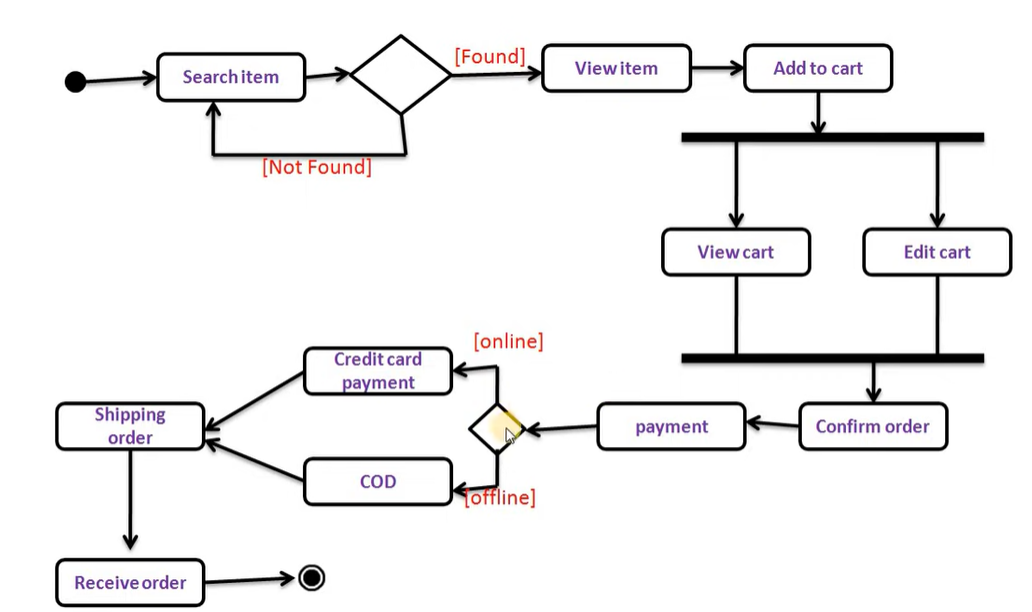 Search item
[Found]
View item
Add to cart
[Not Found]
View cart
Edit cart
[online]
Credit card
payment
Shipping
order
payment
Confirm order
COD
[offline]
Receive order